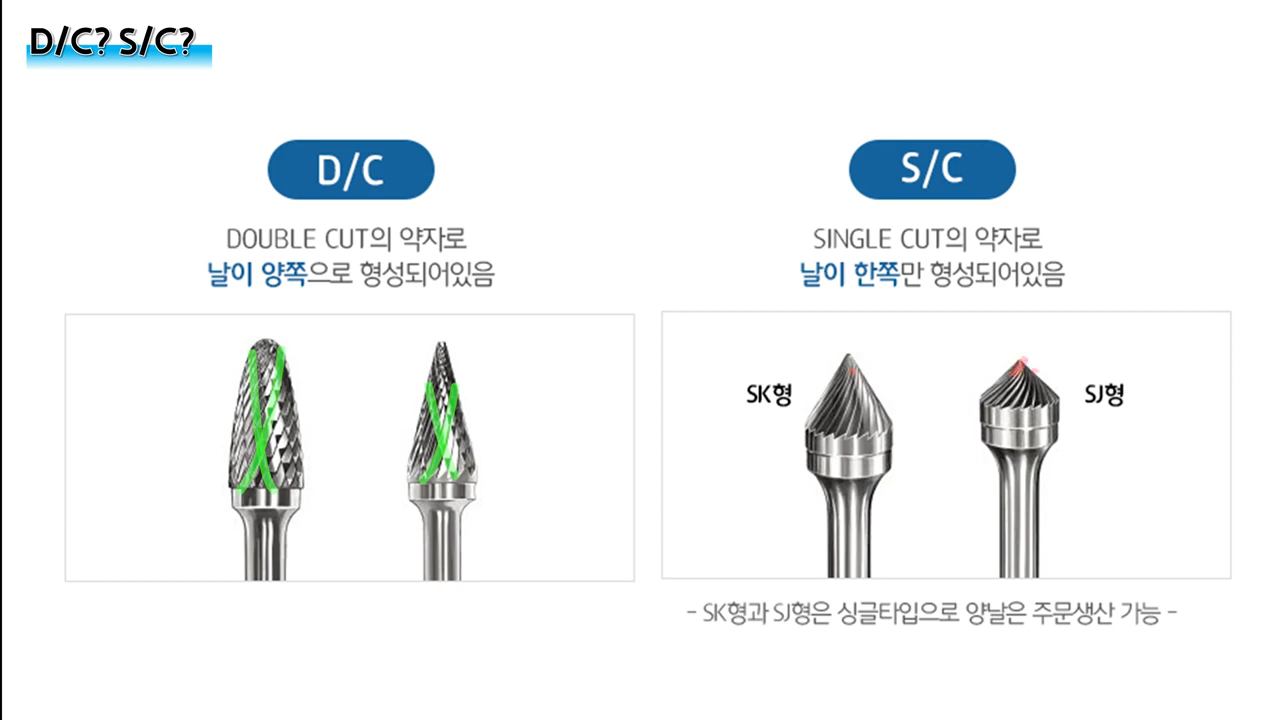 D/C? S/C?
D/C
DOUBLE CUT의 약자로
날이 양쪽으로 형성되어있음
S/C
SINGLE CUT의 약자로
날이 한쪽만 형성되어있음
SK형
SJ형
- SK형과 SJ형은 싱글타입으로 양날은 주문생산 가능 -